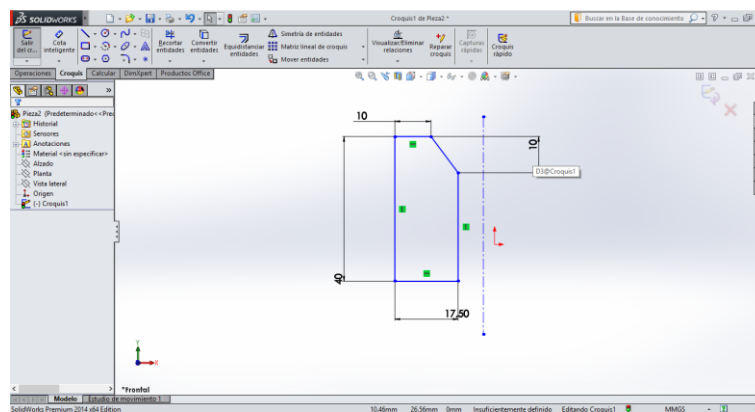 SOLIDWORKS
Croquis1 de Pieza2 *
Buscar en la Base de conocimiento
Salir del cr...
Cota inteligente
Recortar entidades
Convertir entidades
Equidistanciar entidades
Simetría de entidades
Matriz lineal de croquis
Mover entidades
Visualizar/Eliminar relaciones
Reparar croquis
Capturas rápidas
Croquis rápido
Operaciones Croquis Calcular DimXpert Productos Office
Pieza2 (Predeterminado<<Pre
Historial
Sensores
Anotaciones
Material <sin especificar>
Alzado
Planta
Vista lateral
Origen
(-) Croquis1
10
10
D3@Croquis1
40
17,50
Y
X
*Frontal
Modelo Estudio de movimiento 1
SolidWorks Premium 2014 x64 Edition
10.46mm 26.56mm 0mm Insuficientemente definido Editando Croquis1 MMGS